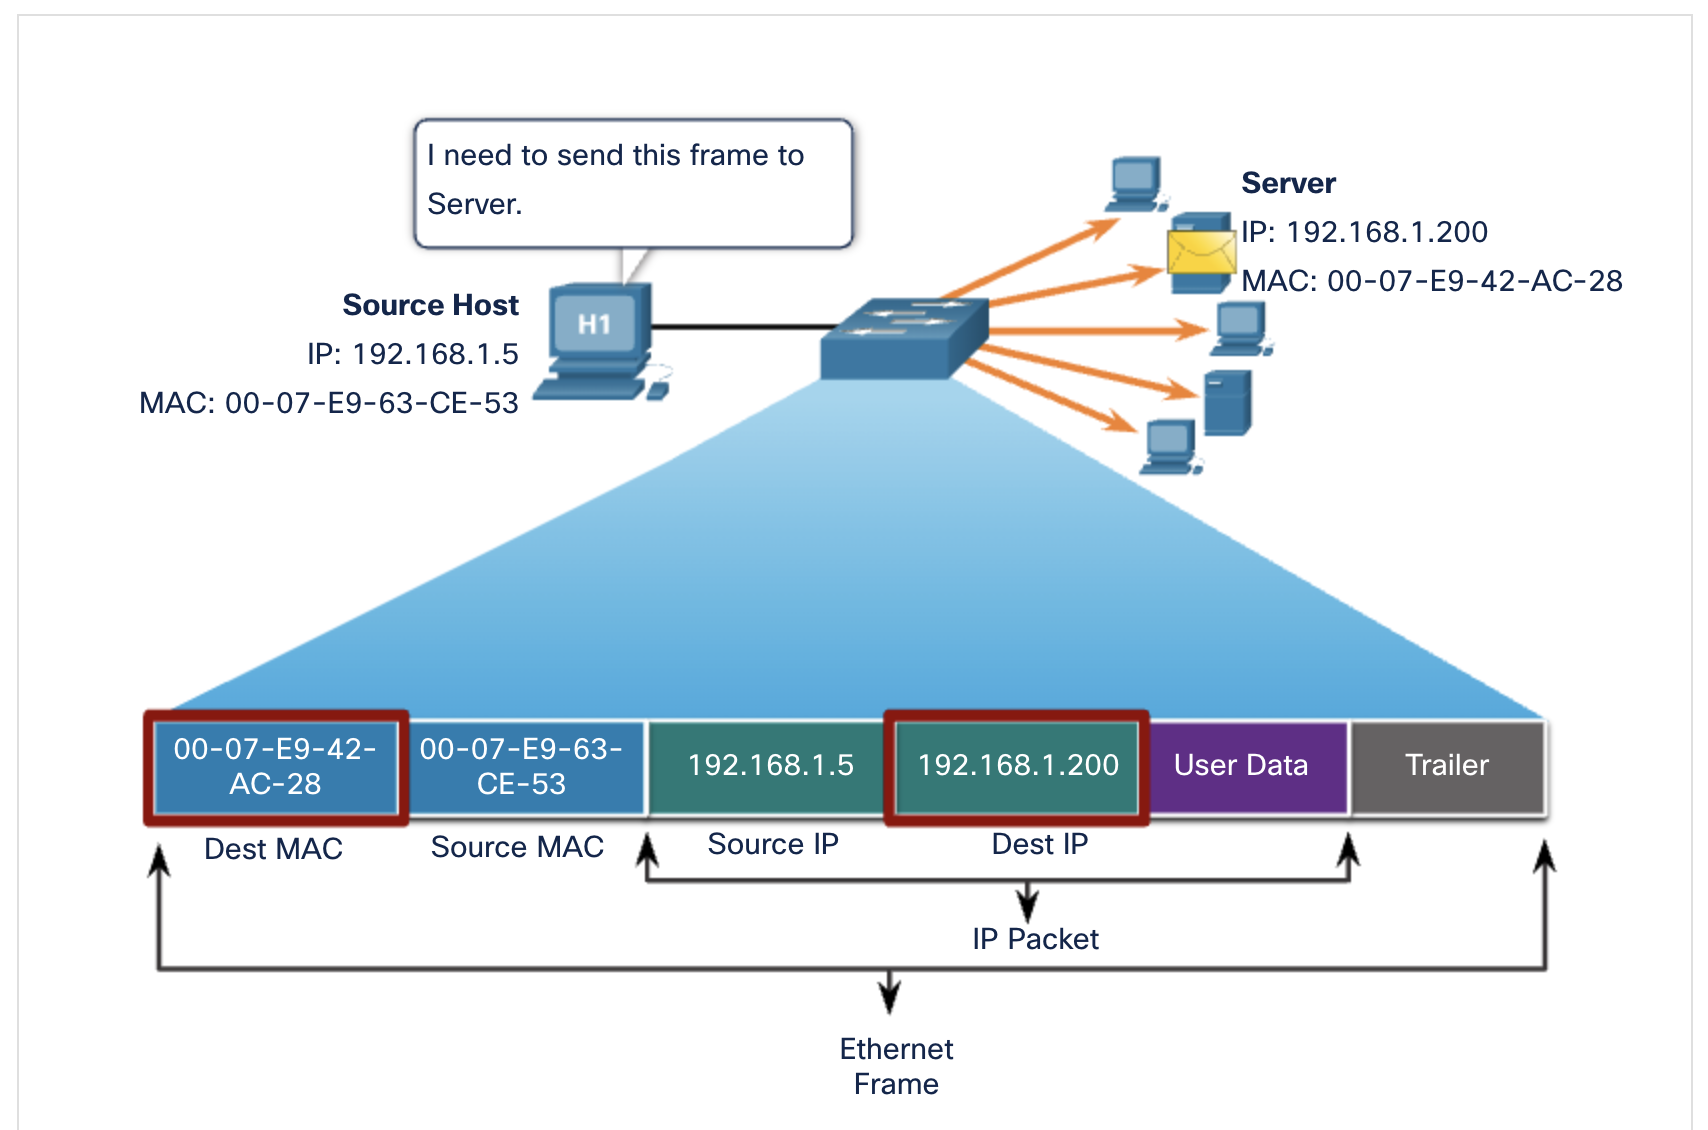 I need to send this frame to
Server.
Server
IP: 192.168.1.200
MAC: 00-07-E9-42-AC-28
Source Host
IP: 192.168.1.5
MAC: 00-07-E9-63-CE-53
H1
00-07-E9-42-
AC-28
00-07-E9-63-
CE-53
192.168.1.5
192.168.1.200
User Data
Trailer
Dest MAC
Source MAC
Source IP
Dest IP
IP Packet
Ethernet
Frame